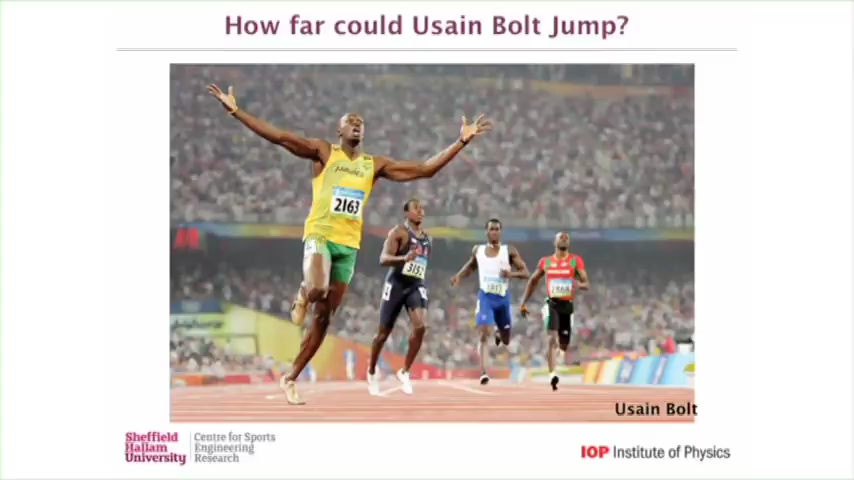 How far could Usain Bolt Jump?
Jamaica
2163
3152
Usain Bolt
Sheffield
Hallam
University
Centre for Sports
Engineering
Research
IOP Institute of Physics